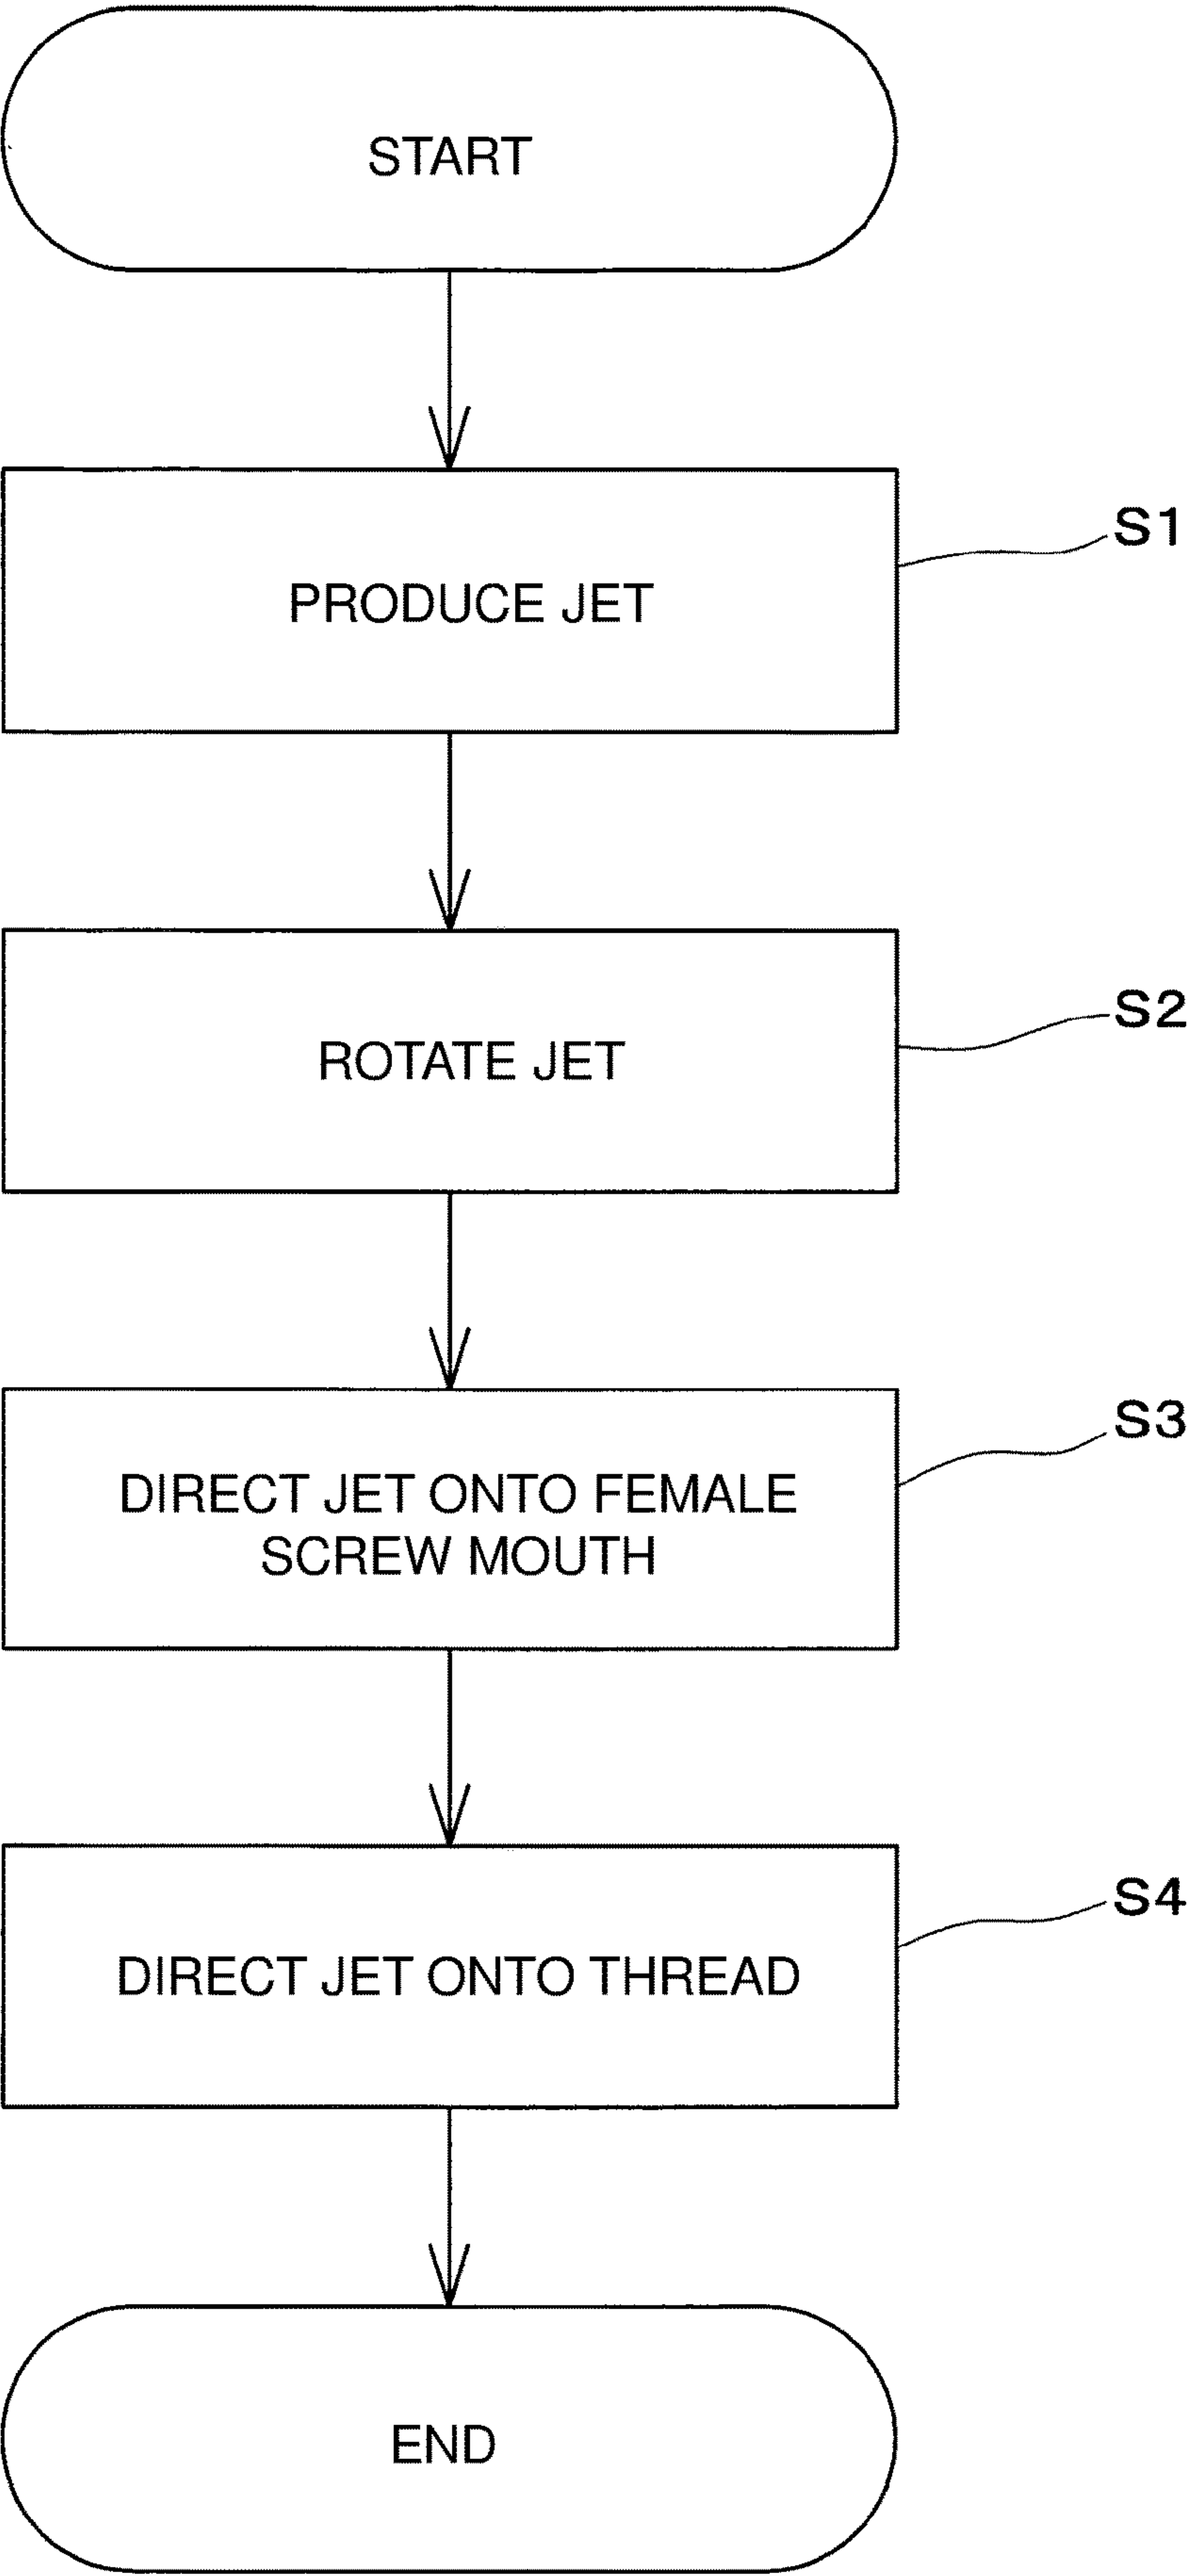 START
S1
PRODUCE JET
S2
ROTATE JET
S3
DIRECT JET ONTO FEMALE
SCREW MOUTH
S4
DIRECT JET ONTO THREAD
END